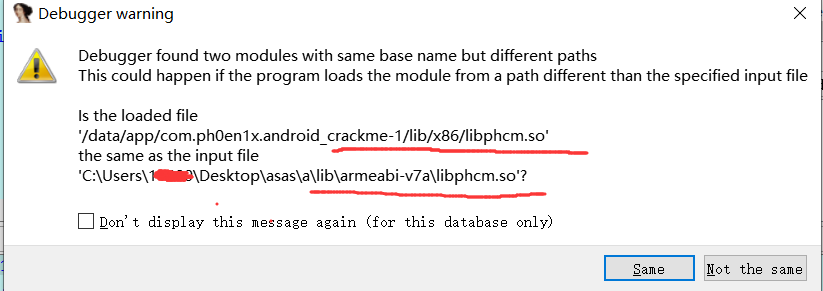 Debugger warning
Debugger found two modules with same base name but different paths
This could happen if the program loads the module from a path different than the specified input file
Is the loaded file
'/data/app/com.ph0en1x.android_crackme-1/lib/x86/libphcm.so'
the same as the input file
'C:\Users\1\Desktop\asas\a\lib\armeabi-v7a\libphcm.so'?
Don't display this message again (for this database only)
Same
Not the same